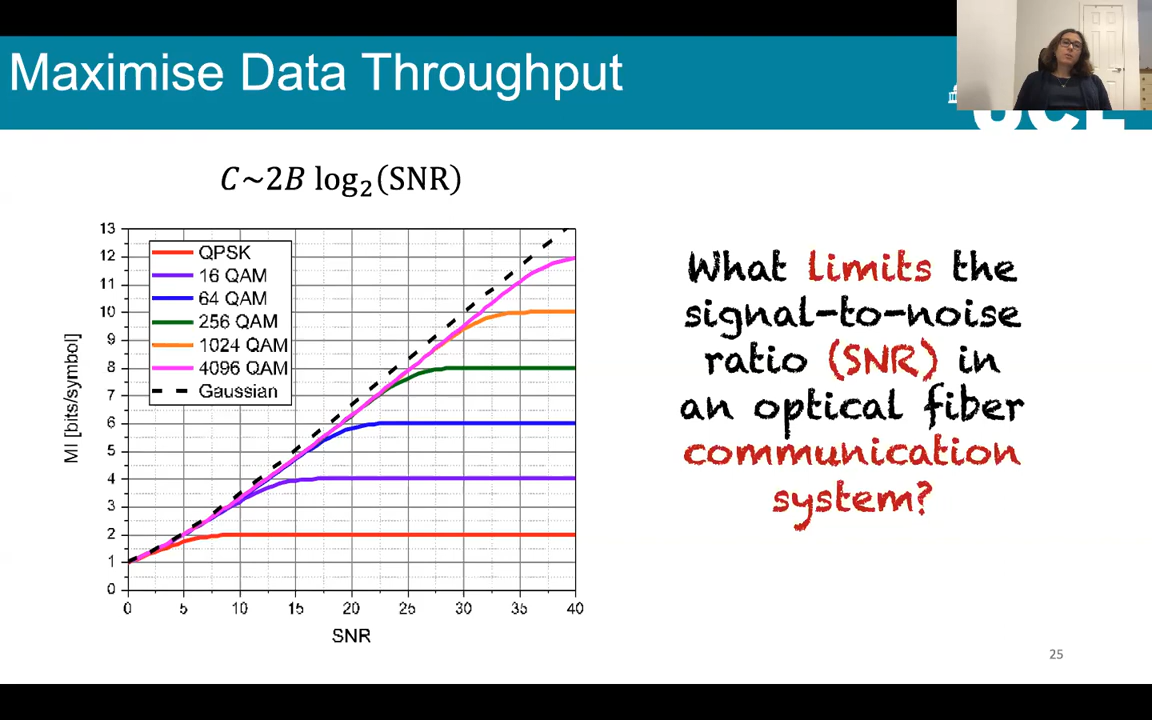 Maximise Data Throughput
UCL
C~2B log₂(SNR)
13
12
11
10
9
8
7
6
5
4
3
2
1
0
MI [bits/symbol]
QPSK
16 QAM
64 QAM
256 QAM
1024 QAM
4096 QAM
Gaussian
0 5 10 15 20 25 30 35 40
SNR
What limits the
signal-to-noise
ratio (SNR) in
an optical fiber
communication
system?
25